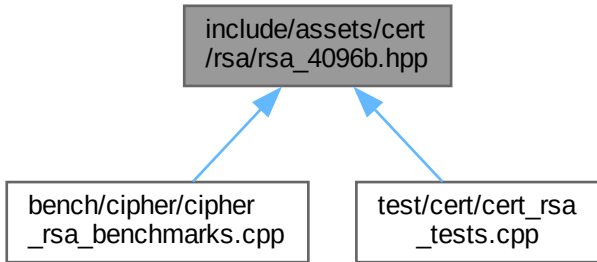 include/assets/cert
/rsa/rsa_4096b.hpp
bench/cipher/cipher
_rsa_benchmarks.cpp
test/cert/cert_rsa
_tests.cpp